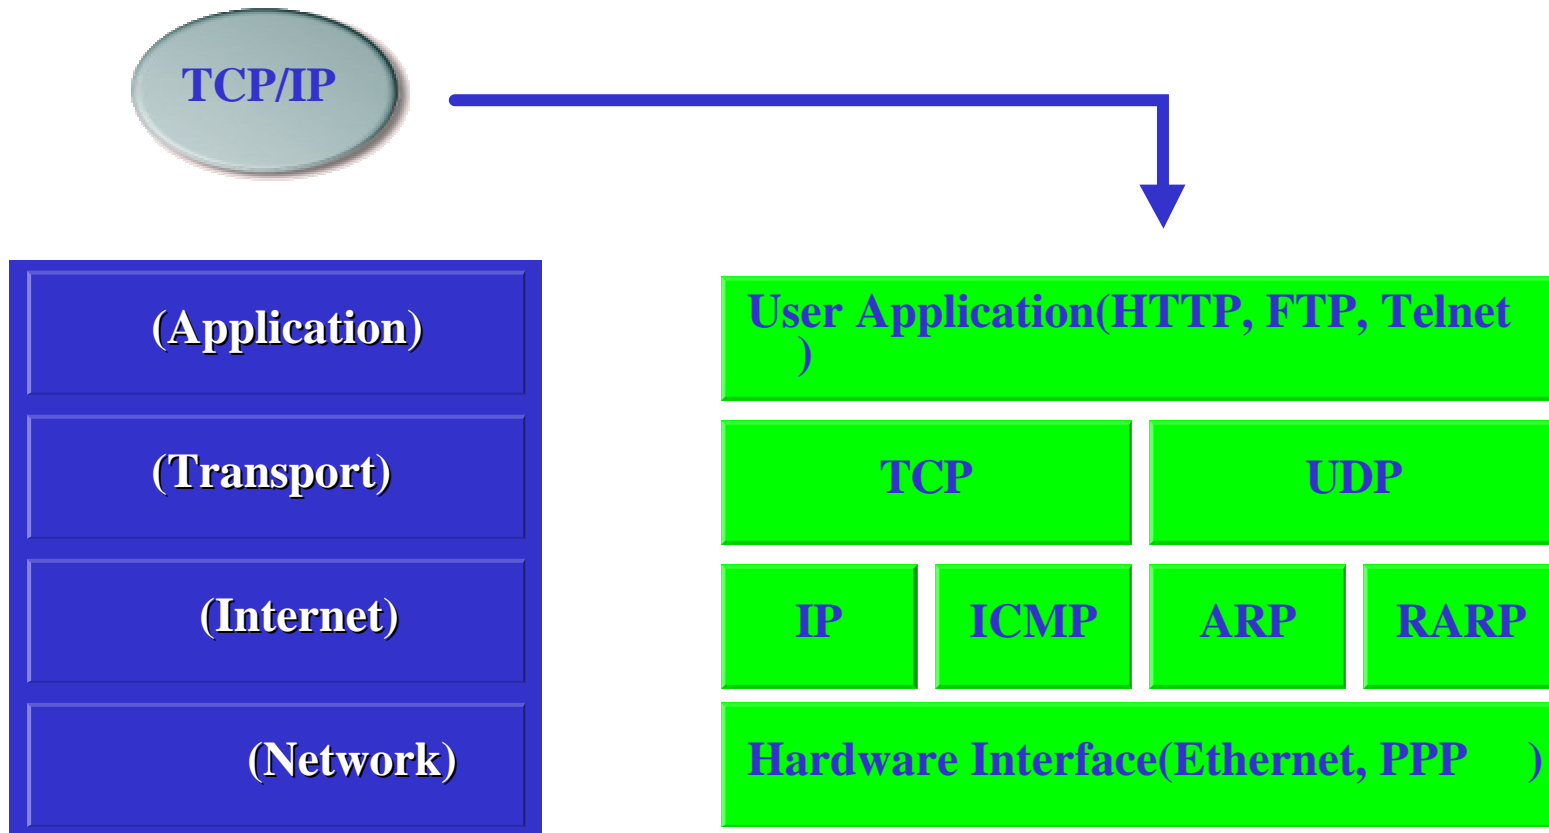 TCP/IP
(Application)
User Application(HTTP, FTP, Telnet
)
(Transport)
TCP
UDP
(Internet)
IP
ICMP
ARP
RARP
(Network)
Hardware Interface(Ethernet, PPP )